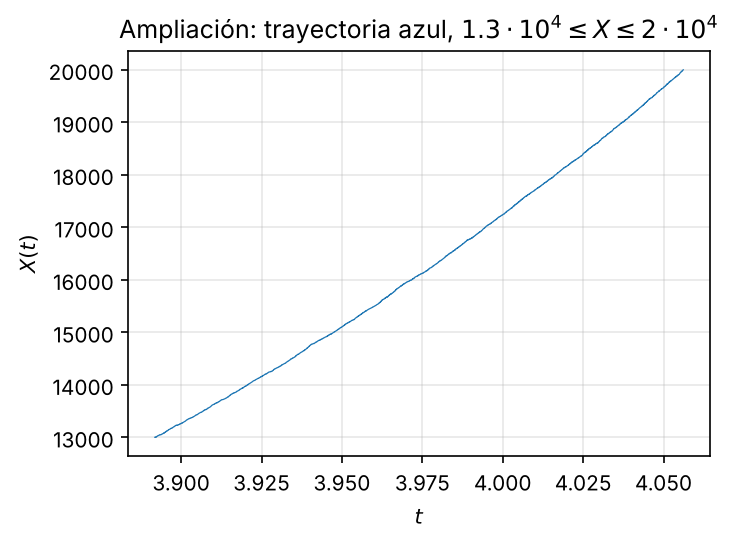 Ampliación: trayectoria azul, 1.3 · 10⁴ ≤ X ≤ 2 · 10⁴
20000
19000
18000
17000
16000
15000
14000
13000
X(t)
3.900 3.925 3.950 3.975 4.000 4.025 4.050
t